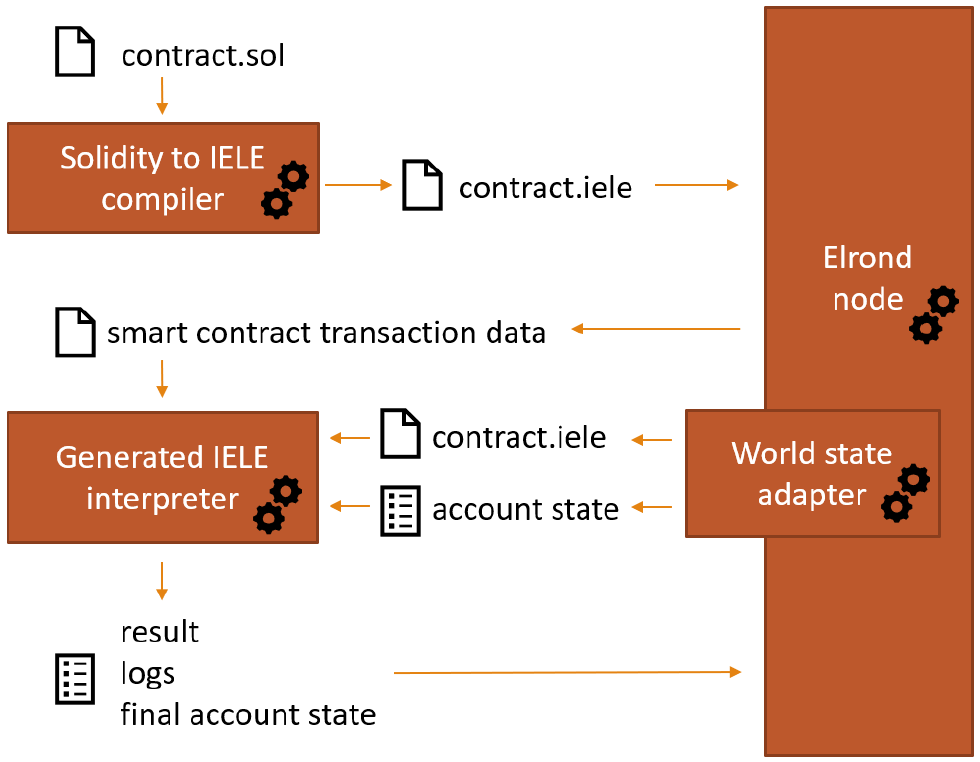 contract.sol
Solidity to IELE
compiler
contract.iele
Elrond
node
smart contract transaction data
Generated IELE
interpreter
contract.iele
account state
World state
adapter
result
logs
final account state